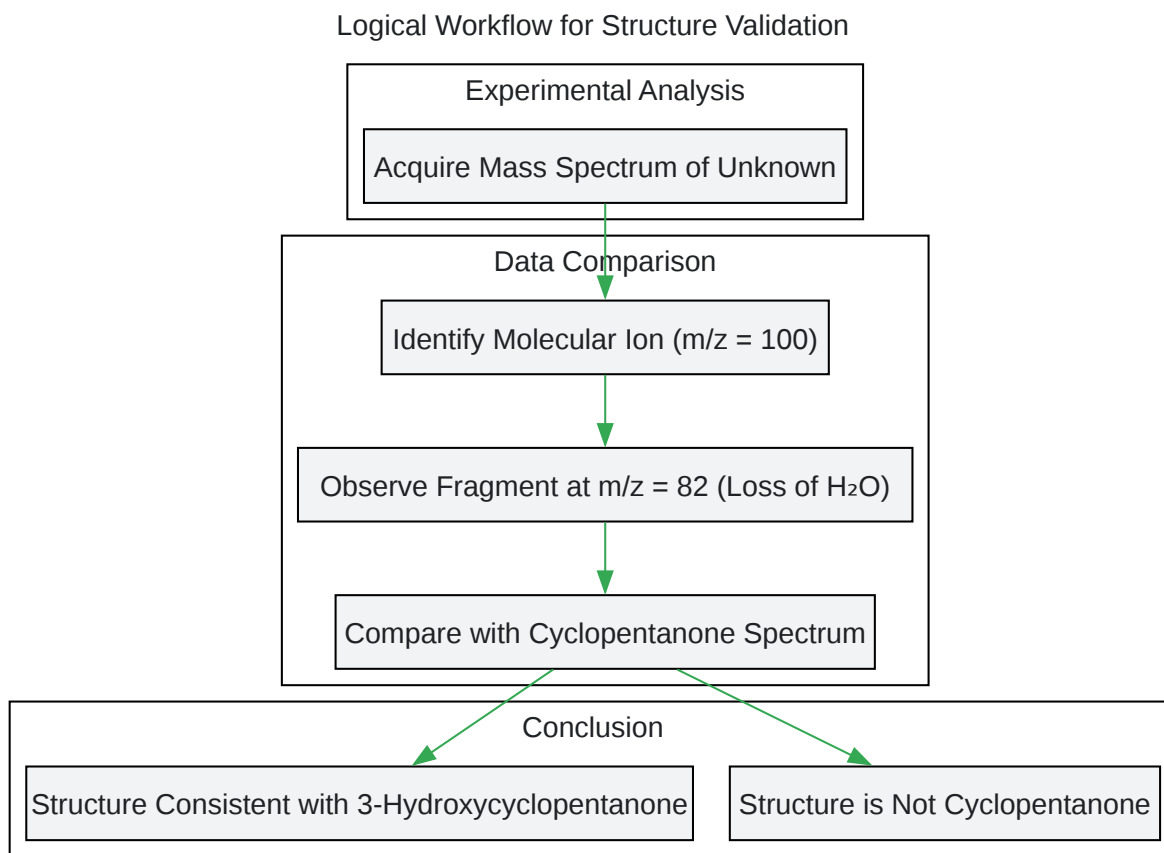 Logical Workflow for Structure Validation
Experimental Analysis
Acquire Mass Spectrum of Unknown
Data Comparison
Identify Molecular Ion (m/z = 100)
Observe Fragment at m/z = 82 (Loss of H₂O)
Compare with Cyclopentanone Spectrum
Conclusion
Structure Consistent with 3-Hydroxycyclopentanone
Structure is Not Cyclopentanone